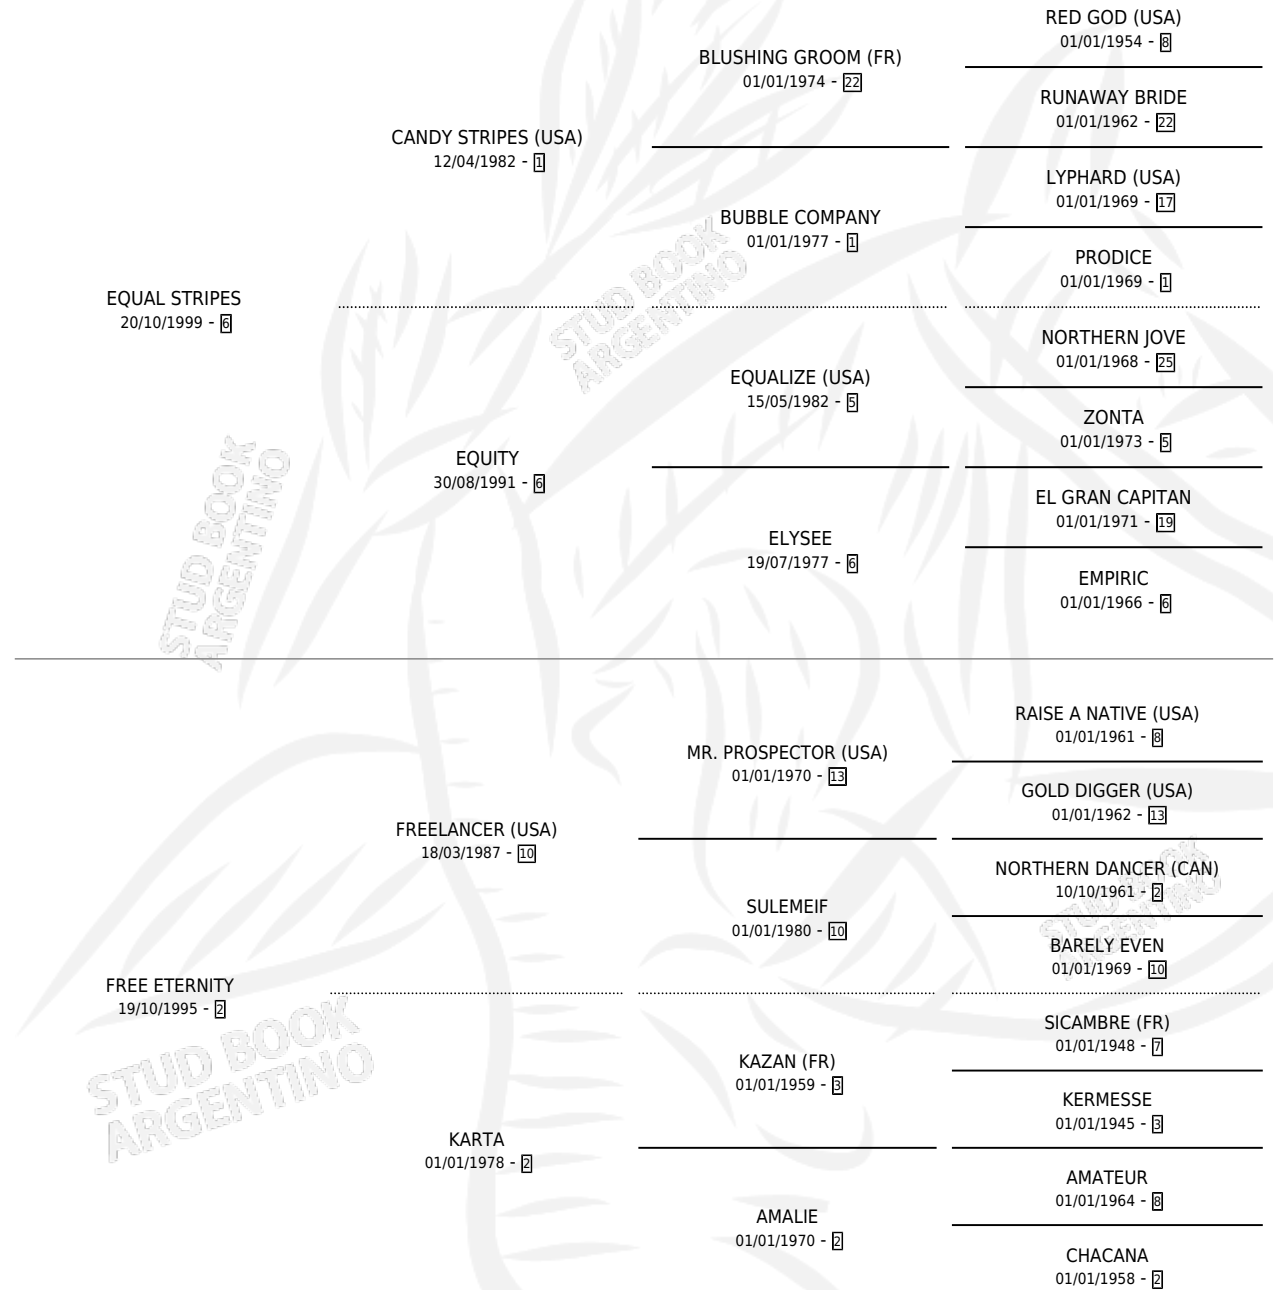 RED GOD (USA)
01/01/1954 - 8
BLUSHING GROOM (FR)
01/01/1974 - 22
RUNAWAY BRIDE
01/01/1962 - 22
CANDY STRIPES (USA)
12/04/1982 - 1
LYPHARD (USA)
01/01/1969 - 17
BUBBLE COMPANY
01/01/1977 - 1
PRODICE
01/01/1969 - 1
EQUAL STRIPES
20/10/1999 - 6
STUD BOOK
ARGENTINO
NORTHERN JOVE
01/01/1968 - 25
EQUALIZE (USA)
15/05/1982 - 5
ZONTA
01/01/1973 - 5
EQUITY
30/08/1991 - 6
EL GRAN CAPITAN
01/01/1971 - 19
ELYSEE
19/07/1977 - 6
EMPIRIC
01/01/1966 - 6
STUD BOOK
ARGENTINO
RAISE A NATIVE (USA)
01/01/1961 - 8
MR. PROSPECTOR (USA)
01/01/1970 - 13
GOLD DIGGER (USA)
01/01/1962 - 13
FREELANCER (USA)
18/03/1987 - 10
NORTHERN DANCER (CAN)
10/10/1961 - 2
SULEMEIF
01/01/1980 - 10
BARELY EVEN
01/01/1969 - 10
STUD BOOK
ARGENTINO
FREE ETERNITY
19/10/1995 - 2
STUD BOOK
ARGENTINO
SICAMBRE (FR)
01/01/1948 - 7
KAZAN (FR)
01/01/1959 - 3
KERMESSE
01/01/1945 - 3
KARTA
01/01/1978 - 2
AMATEUR
01/01/1964 - 8
AMALIE
01/01/1970 - 2
CHACANA
01/01/1958 - 2